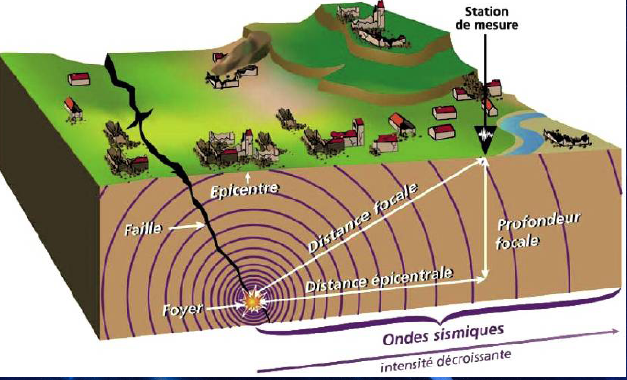 Station
de mesure
Epicentre
Distance focale
Faille
Profondeur
focale
Distance épicentrale
Foyer
Ondes sismiques
intensité décroissante